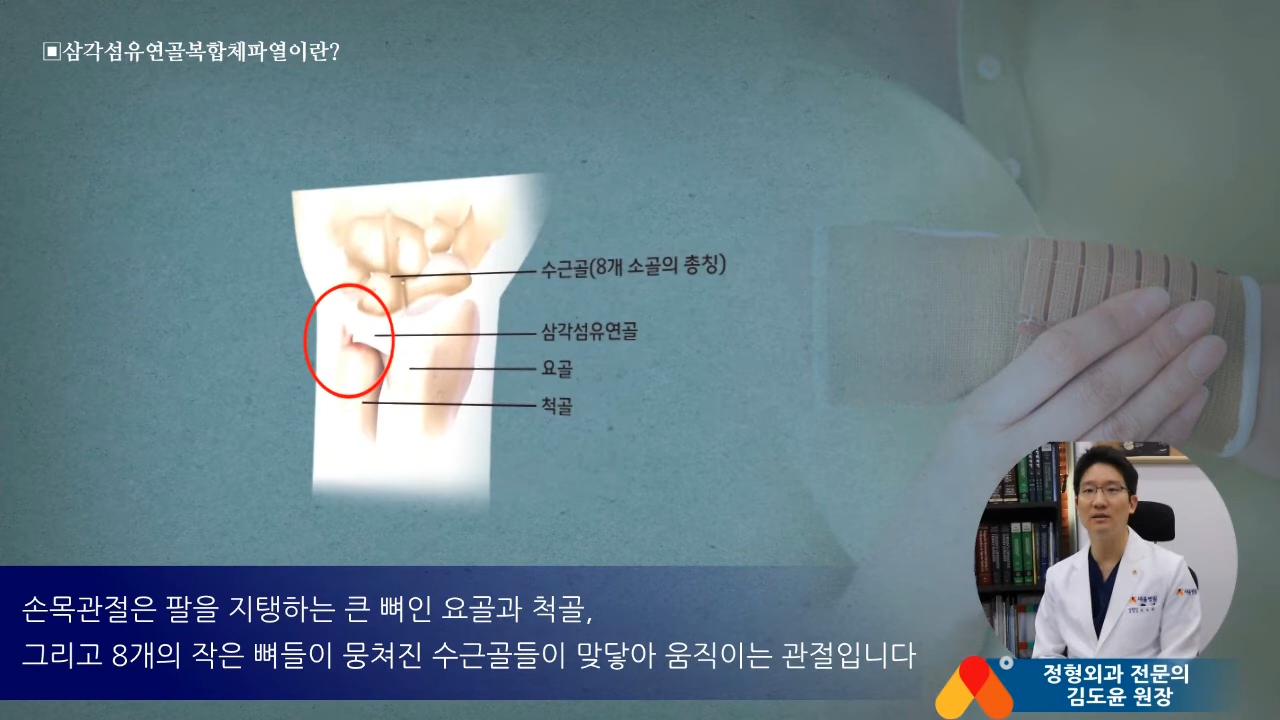 ▣삼각섬유연골복합체파열이란?
수근골(8개 소골의 총칭)
삼각섬유연골
요골
척골
손목관절은 팔을 지탱하는 큰 뼈인 요골과 척골,
그리고 8개의 작은 뼈들이 뭉쳐진 수근골들이 맞닿아 움직이는 관절입니다
정형외과 전문의
김도윤 원장